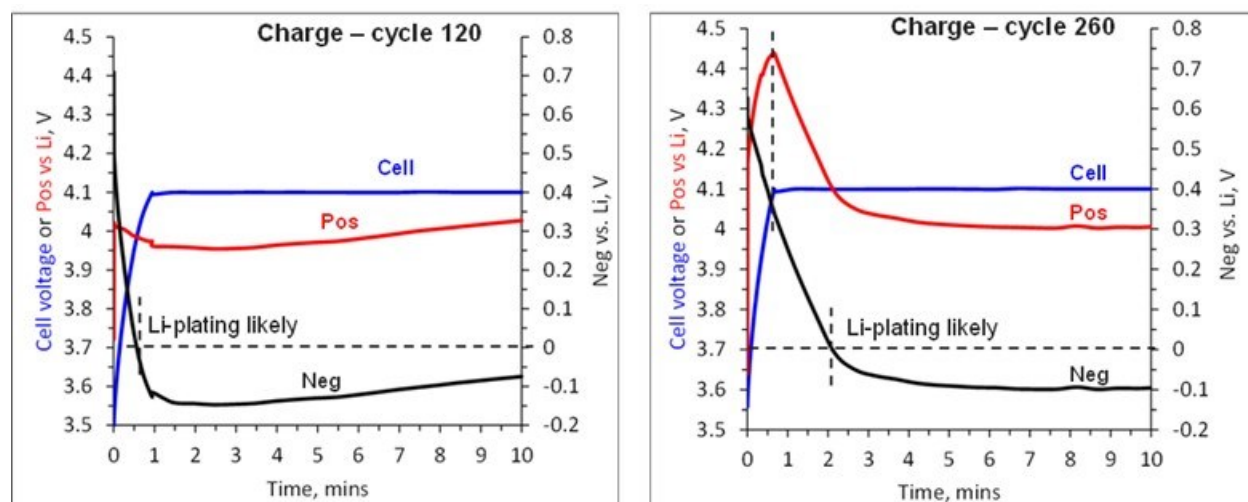 Charge – cycle 120
4.5
4.4
4.3
4.2
4.1
4
3.9
3.8
3.7
3.6
3.5
Cell voltage or Pos vs Li, V
0.8
0.7
0.6
0.5
0.4
0.3
0.2
0.1
0
-0.1
-0.2
Neg vs. Li, V
Cell
Pos
Li-plating likely
Neg
0 1 2 3 4 5 6 7 8 9 10
Time, mins
Charge – cycle 260
4.5
4.4
4.3
4.2
4.1
4
3.9
3.8
3.7
3.6
3.5
Cell voltage or Pos vs Li, V
0.8
0.7
0.6
0.5
0.4
0.3
0.2
0.1
0
-0.1
-0.2
Neg vs. Li, V
Cell
Pos
Li-plating likely
Neg
0 1 2 3 4 5 6 7 8 9 10
Time, mins